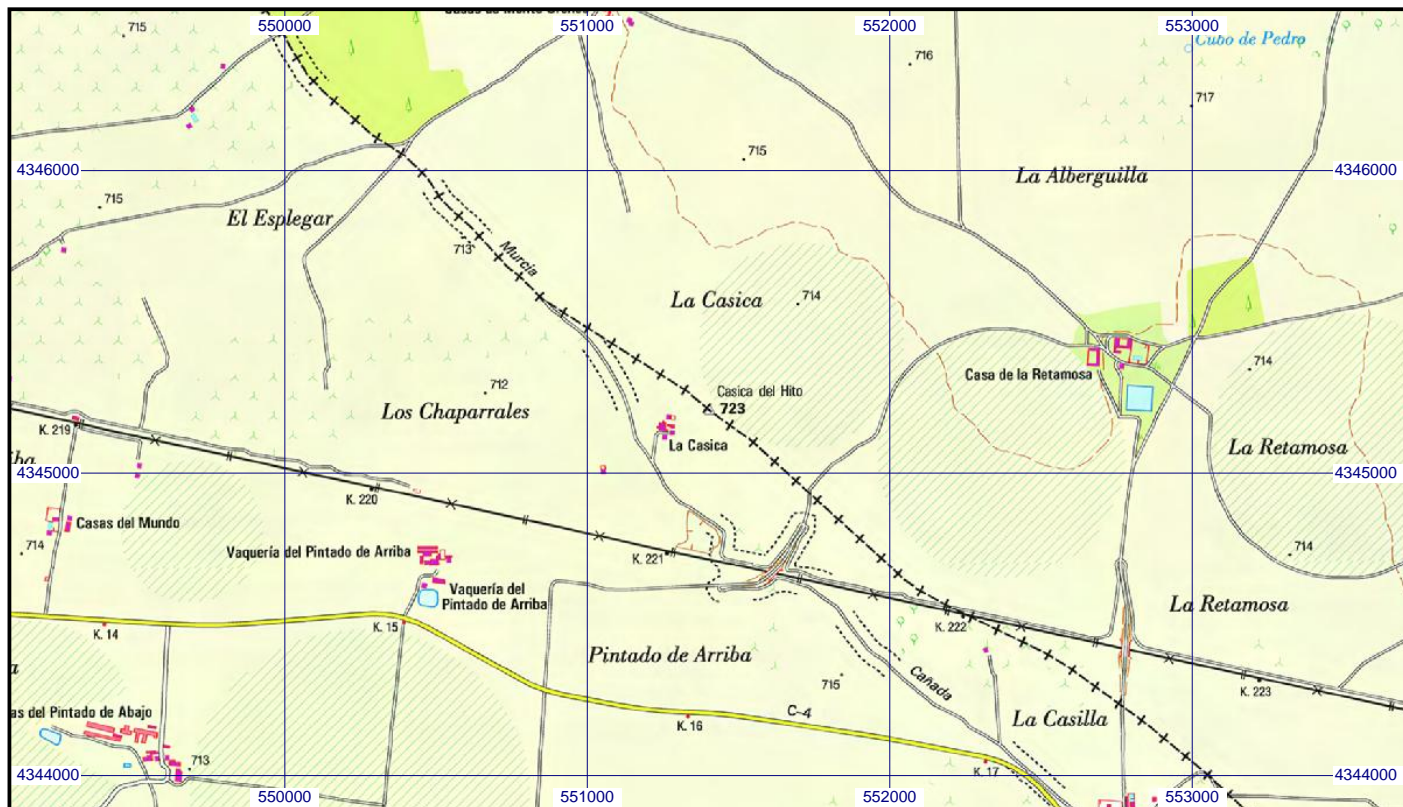 715
550000
551000
552000
553000
Cubo de Pedro
716
717
4346000
715
4346000
La Alberguilla
715
El Esplegar
713
Murcia
La Casica
714
714
712
Casica del Hito
Casa de la Retamosa
723
Los Chaparrales
K. 219
La Casica
La Retamosa
4345000
4345000
K. 220
Casas del Mundo
714
Vaquería del Pintado de Arriba
K. 221
714
Vaquería del
Pintado de Arriba
La Retamosa
K. 14
K. 15
K. 222
Pintado de Arriba
715
Cañada
K. 223
as del Pintado de Abajo
C-4
K. 16
La Casilla
713
K. 17
4344000
4344000
550000
551000
552000
553000